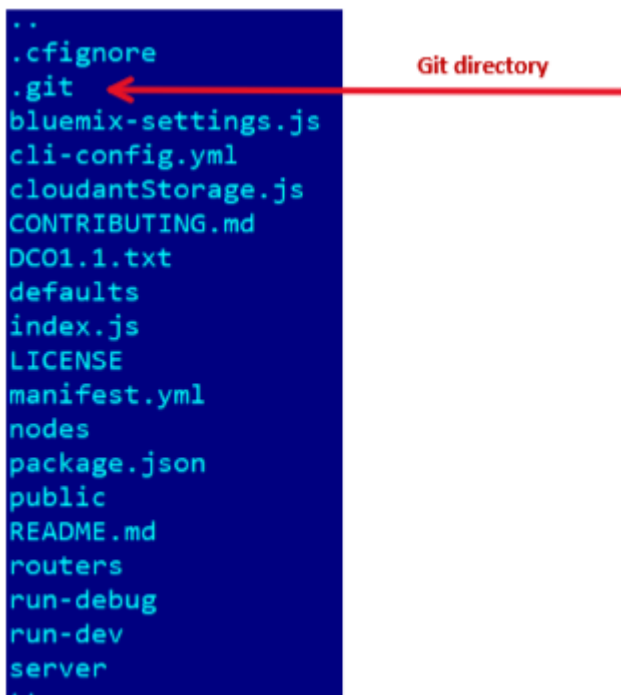 ..
.cfignore
.git
Git directory
bluemix-settings.js
cli-config.yml
cloudantStorage.js
CONTRIBUTING.md
DCO1.1.txt
defaults
index.js
LICENSE
manifest.yml
nodes
package.json
public
README.md
routers
run-debug
run-dev
server